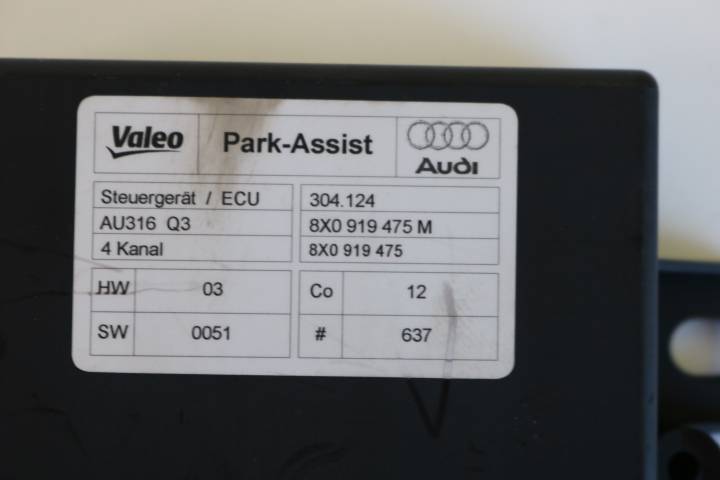 Valeo Park-Assist Audi
Steuergerät / ECU 304.124
AU316 Q3 8X0 919 475 M
4 Kanal 8X0 919 475
HW 03 Co 12
SW 0051 # 637